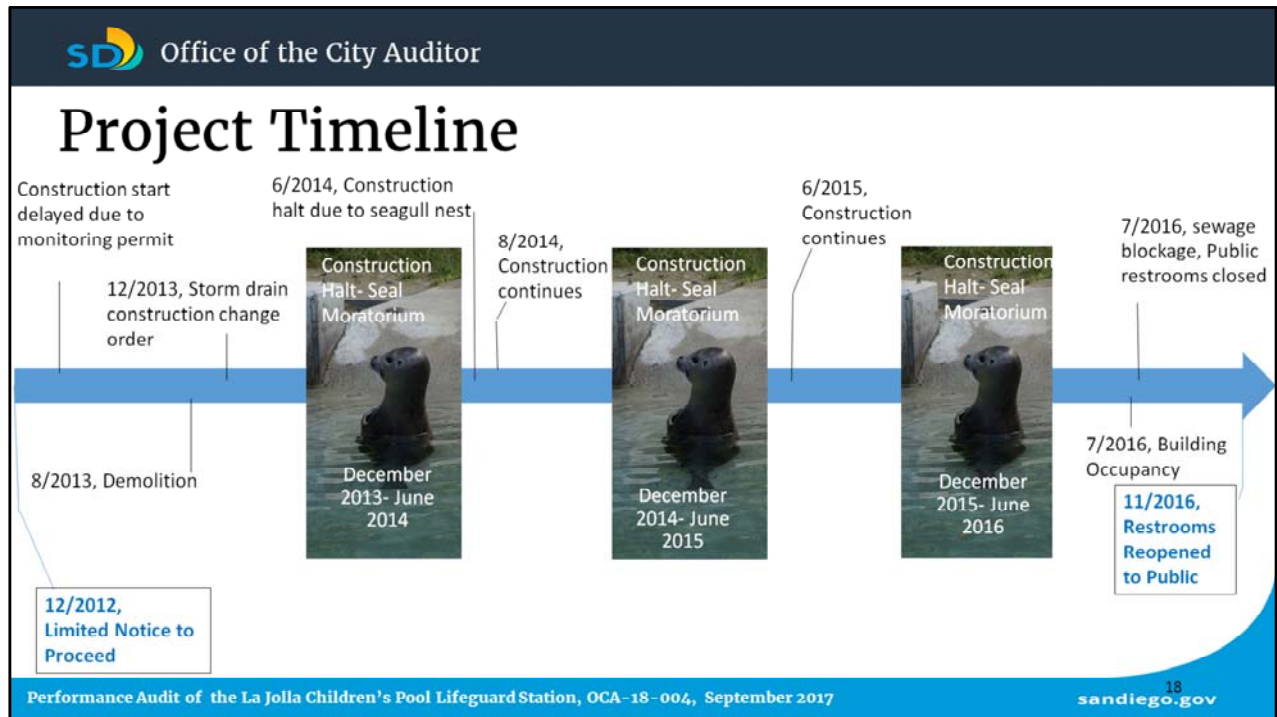 SD Office of the City Auditor
Project Timeline
Construction start
delayed due to
monitoring permit
12/2013, Storm drain
construction change
order
8/2013, Demolition
12/2012,
Limited Notice to
Proceed
6/2014, Construction
halt due to seagull nest
Construction
Halt- Seal
Moratorium
December
2013- June
2014
8/2014,
Construction
continues
Construction
Halt- Seal
Moratorium
December
2014- June
2015
6/2015,
Construction
continues
Construction
Halt- Seal
Moratorium
December
2015- June
2016
7/2016, sewage
blockage, Public
restrooms closed
7/2016, Building
Occupancy
11/2016,
Restrooms
Reopened
to Public
Performance Audit of the La Jolla Children's Pool Lifeguard Station, OCA-18-004, September 2017
18
sandiego.gov